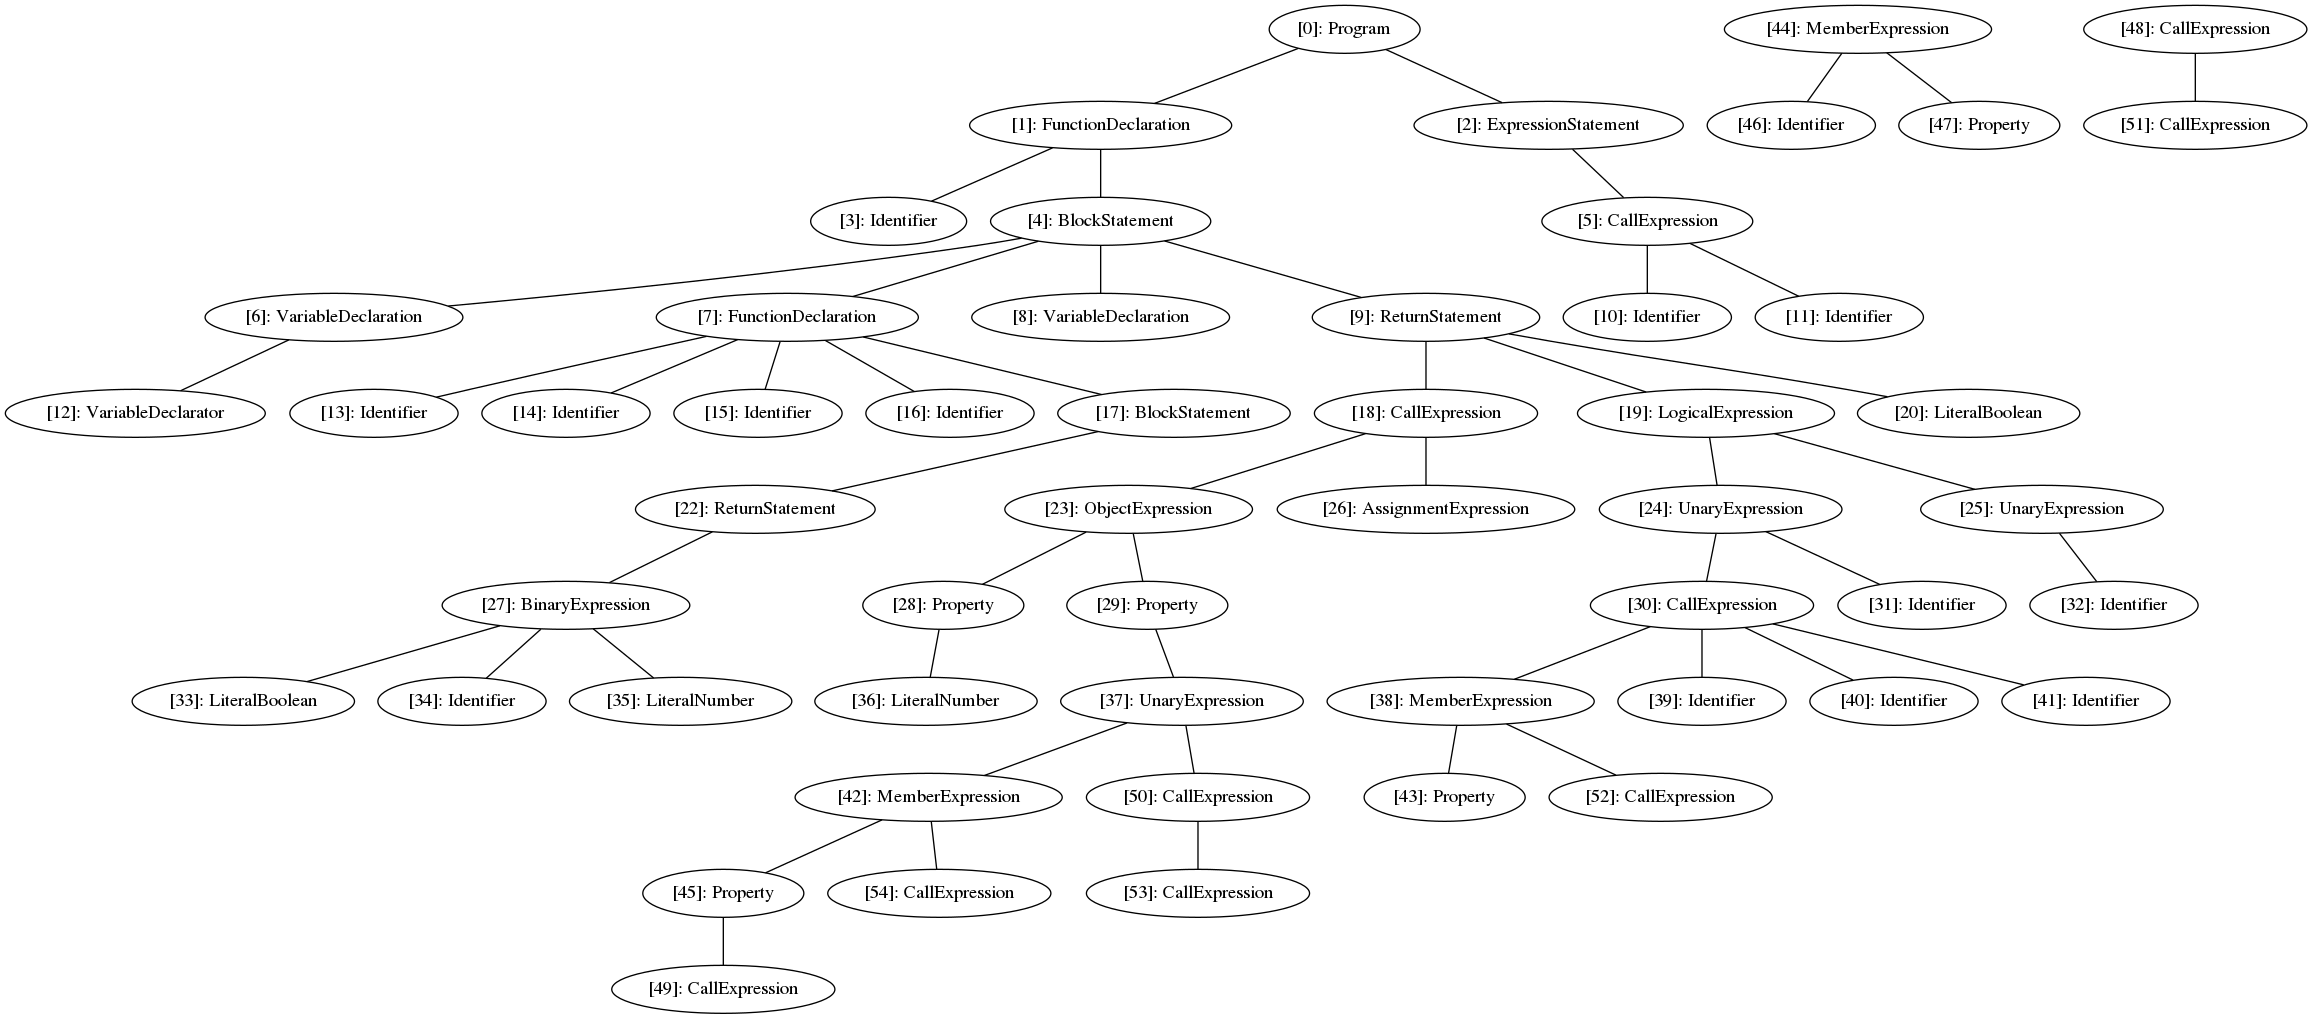 [0]: Program
[44]: MemberExpression
[48]: CallExpression
[1]: FunctionDeclaration
[2]: ExpressionStatement
[46]: Identifier
[47]: Property
[51]: CallExpression
[3]: Identifier
[4]: BlockStatement
[5]: CallExpression
[6]: VariableDeclaration
[7]: FunctionDeclaration
[8]: VariableDeclaration
[9]: ReturnStatement
[10]: Identifier
[11]: Identifier
[12]: VariableDeclarator
[13]: Identifier
[14]: Identifier
[15]: Identifier
[16]: Identifier
[17]: BlockStatement
[18]: CallExpression
[19]: LogicalExpression
[20]: LiteralBoolean
[22]: ReturnStatement
[23]: ObjectExpression
[26]: AssignmentExpression
[24]: UnaryExpression
[25]: UnaryExpression
[27]: BinaryExpression
[28]: Property
[29]: Property
[30]: CallExpression
[31]: Identifier
[32]: Identifier
[33]: LiteralBoolean
[34]: Identifier
[35]: LiteralNumber
[36]: LiteralNumber
[37]: UnaryExpression
[38]: MemberExpression
[39]: Identifier
[40]: Identifier
[41]: Identifier
[42]: MemberExpression
[50]: CallExpression
[43]: Property
[52]: CallExpression
[45]: Property
[54]: CallExpression
[53]: CallExpression
[49]: CallExpression